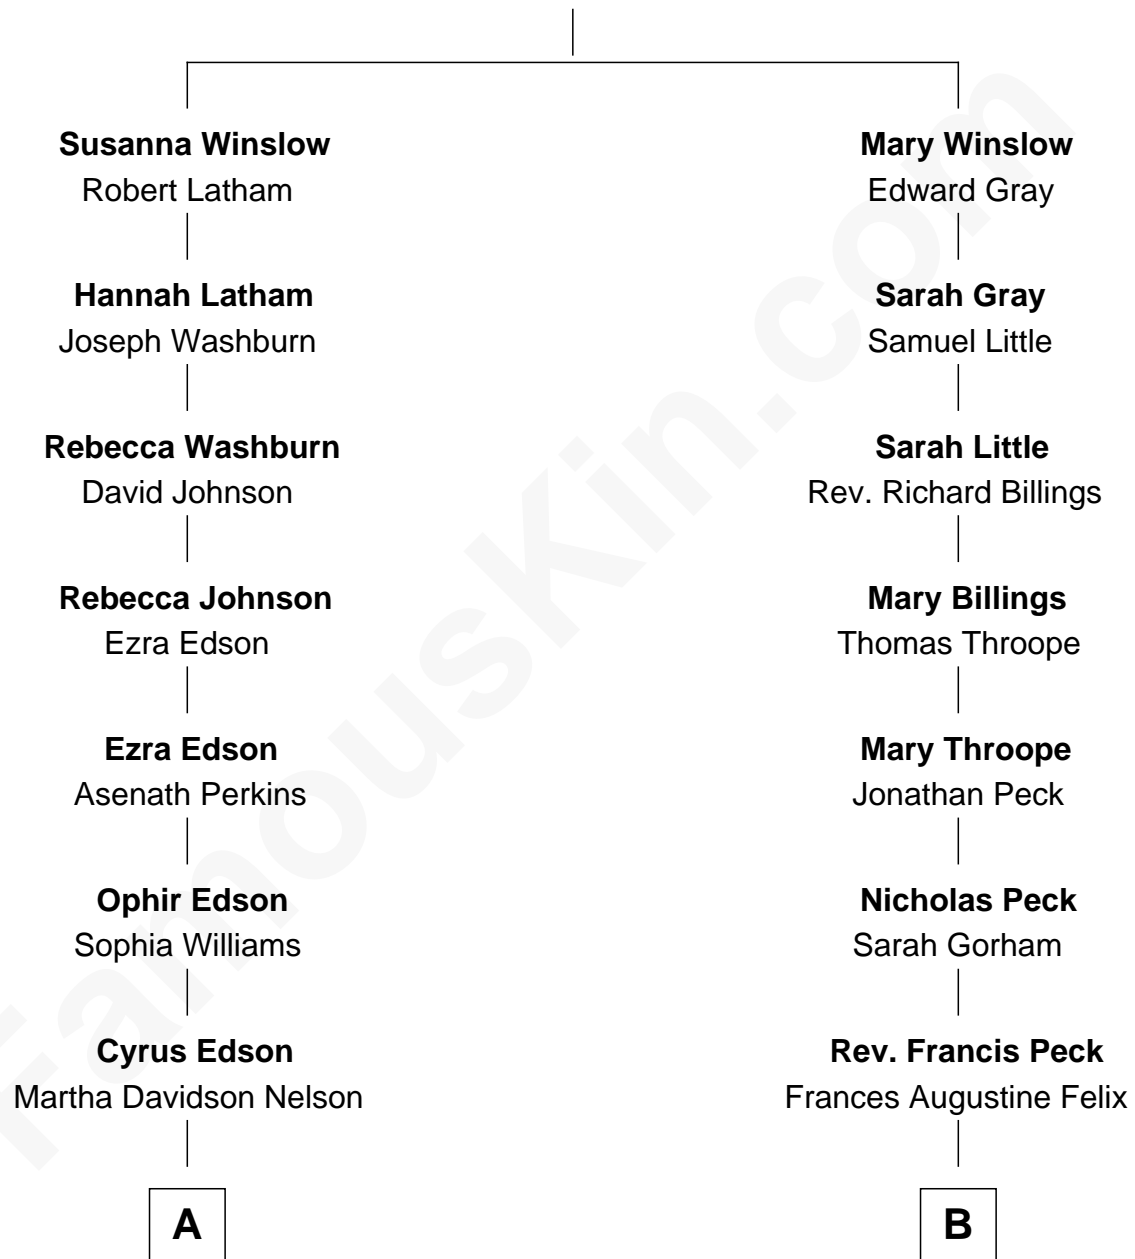 Susanna Winslow
Robert Latham
Hannah Latham
Joseph Washburn
Rebecca Washburn
David Johnson
Rebecca Johnson
Ezra Edson
Ezra Edson
Asenath Perkins
Ophir Edson
Sophia Williams
Cyrus Edson
Martha Davidson Nelson
A
Mary Winslow
Edward Gray
Sarah Gray
Samuel Little
Sarah Little
Rev. Richard Billings
Mary Billings
Thomas Throope
Mary Throope
Jonathan Peck
Nicholas Peck
Sarah Gorham
Rev. Francis Peck
Frances Augustine Felix
B
FamousKin.com